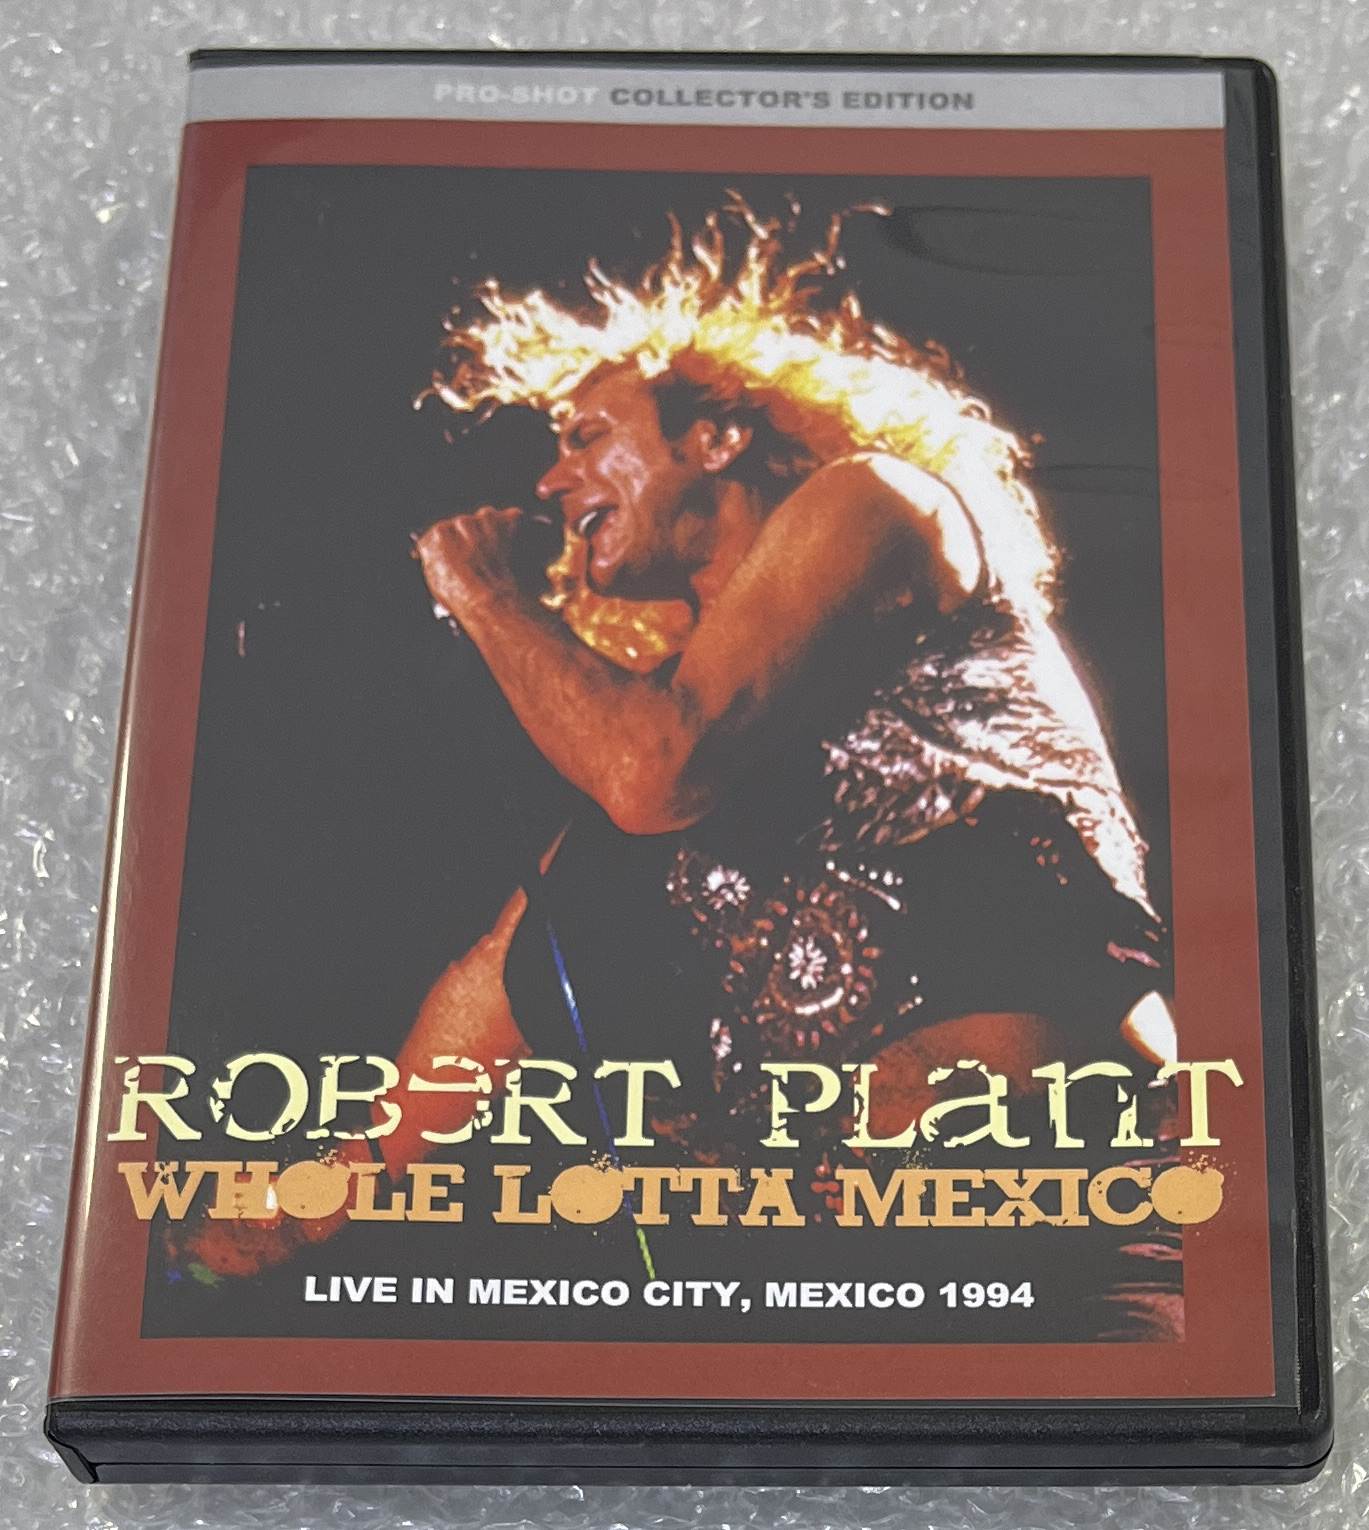 PRO-SHOT COLLECTOR'S EDITION
ROBERT PLANT
WHOLE LOTTA MEXICO
LIVE IN MEXICO CITY, MEXICO 1994